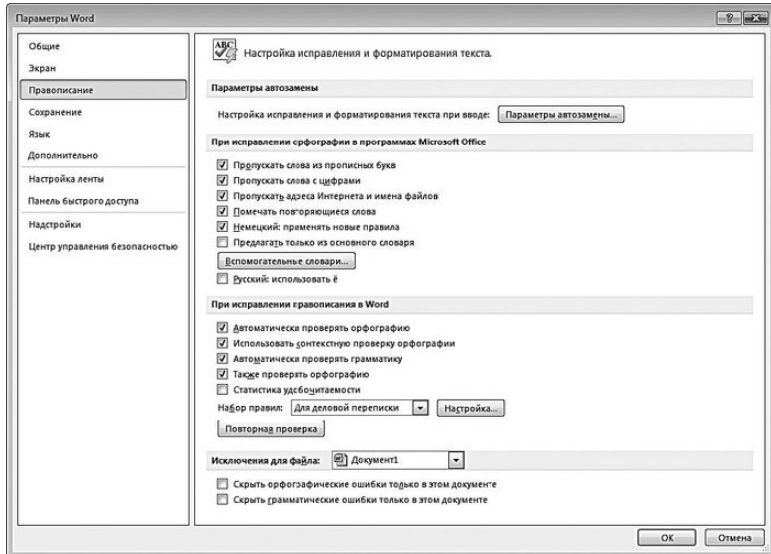 Параметры Word
Общие
Экран
Правописание
Сохранение
Язык
Дополнительно
Настройка ленты
Панель быстрого доступа
Надстройки
Центр управления безопасностью
ABC
Настройка исправления и форматирования текста.
Параметры автозамены
Настройка исправления и форматирования текста при вводе: Параметры автозамены...
При исправлении орфографии в программах Microsoft Office
Пропускать слова из прописных букв
Пропускать слова с цифрами
Пропускать адреса Интернета и имена файлов
Помечать повторяющиеся слова
Немецкий: применять новые правила
Предлагать только из основного словаря
Вспомогательные словари...
Русский: использовать ё
При исправлении правописания в Word
Автоматически проверять орфографию
Использовать контекстную проверку орфографии
Автоматически проверять грамматику
Также проверять орфографию
Статистика удобочитаемости
Набор правил: Для деловой переписки Настройка...
Повторная проверка
Исключения для файла: Документ1
Скрыть орфографические ошибки только в этом документе
Скрыть грамматические ошибки только в этом документе
ОК Отмена